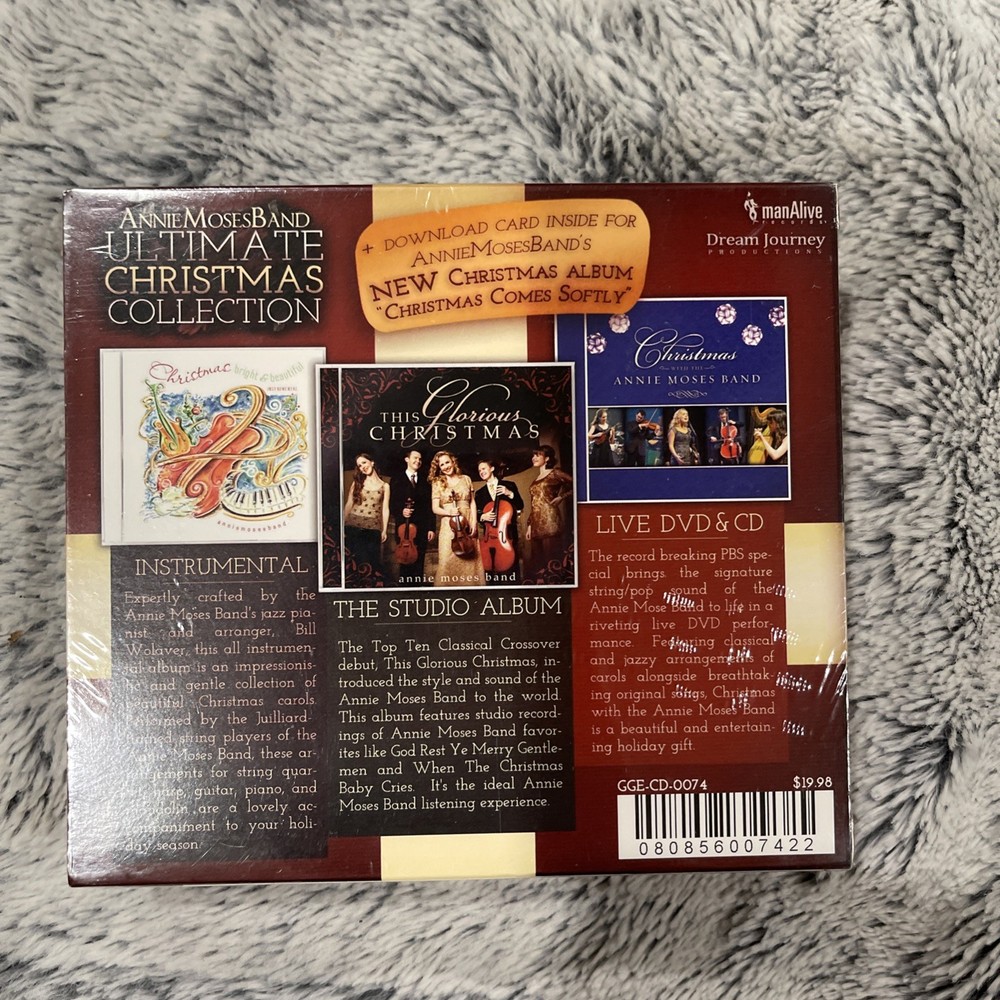 AnnieMosesBand
ULTIMATE
CHRISTMAS
COLLECTION
+ DOWNLOAD CARD INSIDE FOR
AnnieMosesBand's
NEW Christmas album
"Christmas Comes Softly"
manAlive
records
Dream Journey
PRODUCTIONS
Christmas bright & beautiful
INSTRUMENTAL
anniemosesband
THIS Glorious
CHRISTMAS
annie moses band
Christmas
WITH THE
ANNIE MOSES BAND
INSTRUMENTAL
Expertly crafted by the
Annie Moses Band's jazz pia-
nist and arranger, Bill
Wolaver, this all instrumen-
tal album is an impressionis-
tic and gentle collection of
beautiful Christmas carols.
Performed by the Juilliard-
trained string players of the
Annie Moses Band, these ar-
rangements for string quar-
tet, harp, guitar, piano, and
mandolin are a lovely ac-
companiment to your holi-
day season.
THE STUDIO ALBUM
The Top Ten Classical Crossover
debut, This Glorious Christmas, in-
troduced the style and sound of the
Annie Moses Band to the world.
This album features studio record-
ings of Annie Moses Band favor-
ites like God Rest Ye Merry Gentle-
men and When The Christmas
Baby Cries. It's the ideal Annie
Moses Band listening experience.
LIVE DVD & CD
The record breaking PBS spe-
cial brings the signature
string/pop sound of the
Annie Mose Band to life in a
riveting live DVD perfor-
mance. Featuring classical
and jazzy arrangements of
carols alongside breathtak-
ing original songs, Christmas
with the Annie Moses Band
is a beautiful and entertain-
ing holiday gift.
GGE-CD-0074 $19.98
080856007422